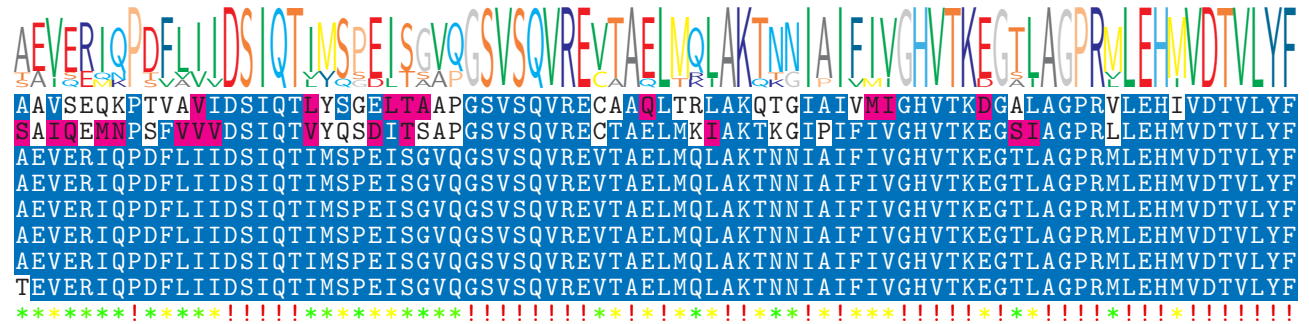 AEVERIQPDFLIIDSIQTIMSPEISGVQGSVSQVREVTAELMQLAKTNNIAIFIVGHVTKEGTLAGPRMLEHMVDTVLYF
AAVSEQKPTVAVIDSIQTLYSGELTAAPGSVSQVRECAAQLTRLAKQTGIAIVMIGHVTKDGALAGPRVLEHIVDTVLYF
SAIQEMNPSFVVVDSIQTVYQSDITSAPGSVSQVRECTAELMKIAKTKGIPIFIVGHVTKEGSIAGPRLLEHMVDTVLYF
AEVERIQPDFLIIDSIQTIMSPEISGVQGSVSQVREVTAELMQLAKTNNIAIFIVGHVTKEGTLAGPRMLEHMVDTVLYF
AEVERIQPDFLIIDSIQTIMSPEISGVQGSVSQVREVTAELMQLAKTNNIAIFIVGHVTKEGTLAGPRMLEHMVDTVLYF
AEVERIQPDFLIIDSIQTIMSPEISGVQGSVSQVREVTAELMQLAKTNNIAIFIVGHVTKEGTLAGPRMLEHMVDTVLYF
AEVERIQPDFLIIDSIQTIMSPEISGVQGSVSQVREVTAELMQLAKTNNIAIFIVGHVTKEGTLAGPRMLEHMVDTVLYF
AEVERIQPDFLIIDSIQTIMSPEISGVQGSVSQVREVTAELMQLAKTNNIAIFIVGHVTKEGTLAGPRMLEHMVDTVLYF
TEVERIQPDFLIIDSIQTIMSPEISGVQGSVSQVREVTAELMQLAKTNNIAIFIVGHVTKEGTLAGPRMLEHMVDTVLYF
*******!*****!!!!!**********!!!!!!!!**!*!***!!***!*!***!!!!!*!**!!!!*!!!*!!!!!!!